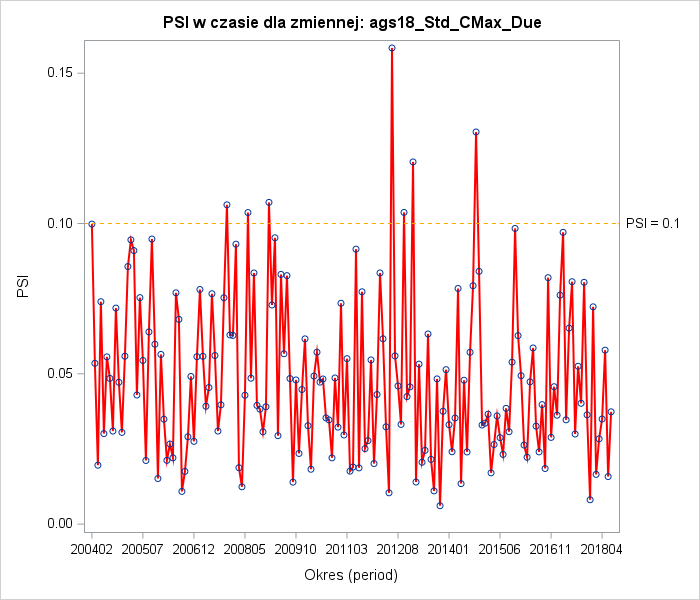 PSI w czasie dla zmiennej: ags18_Std_CMax_Due
0.15
0.10
PSI = 0.1
PSI
0.05
0.00
200402 200507 200612 200805 200910 201103 201208 201401 201506 201611 201804
Okres (period)